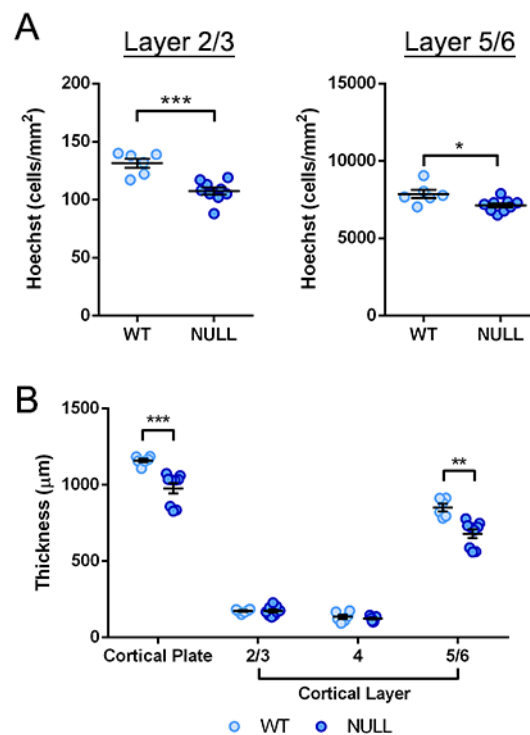 A
Layer 2/3
Layer 5/6
Hoechst (cells/mm²)
200
150
100
50
0
***
WT
NULL
Hoechst (cells/mm²)
15000
10000
5000
0
*
WT
NULL
B
Thickness (μm)
1500
1000
500
0
***
**
Cortical Plate 2/3 4 5/6
Cortical Layer
WT NULL